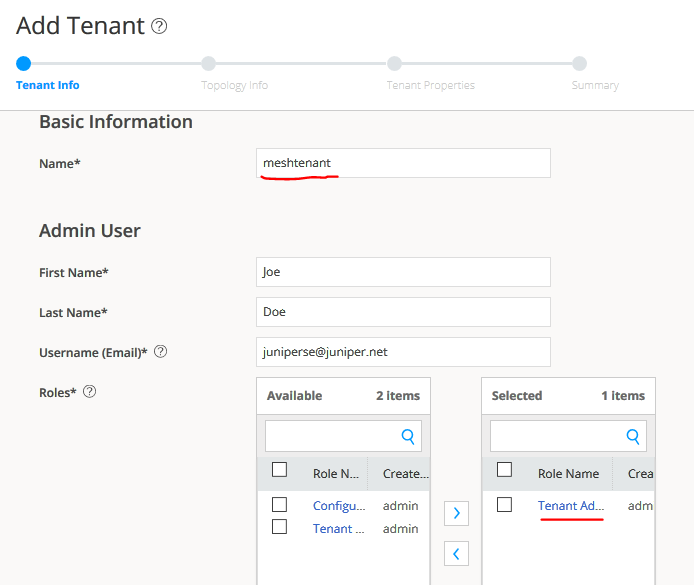 Add Tenant ?
Tenant Info Topology Info Tenant Properties Summary
Basic Information
Name* meshtenant
Admin User
First Name* Joe
Last Name* Doe
Username (Email)* ? juniperse@juniper.net
Roles* ? Available 2 items Selected 1 items
Role N... Create... Role Name Crea
Configu... admin Tenant Ad... adm
Tenant ... admin